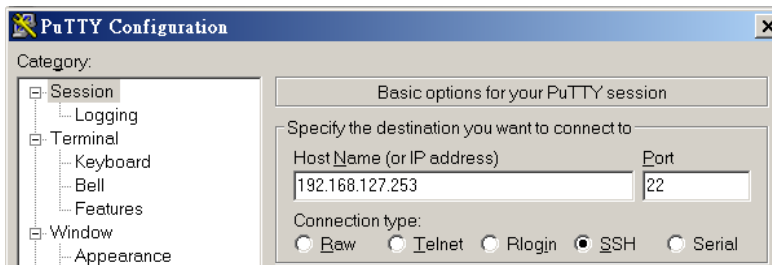 PuTTY Configuration
Category:
Session
Logging
Terminal
Keyboard
Bell
Features
Window
Appearance
Basic options for your PuTTY session
Specify the destination you want to connect to
Host Name (or IP address) Port
192.168.127.253 22
Connection type:
Raw Telnet Rlogin SSH Serial